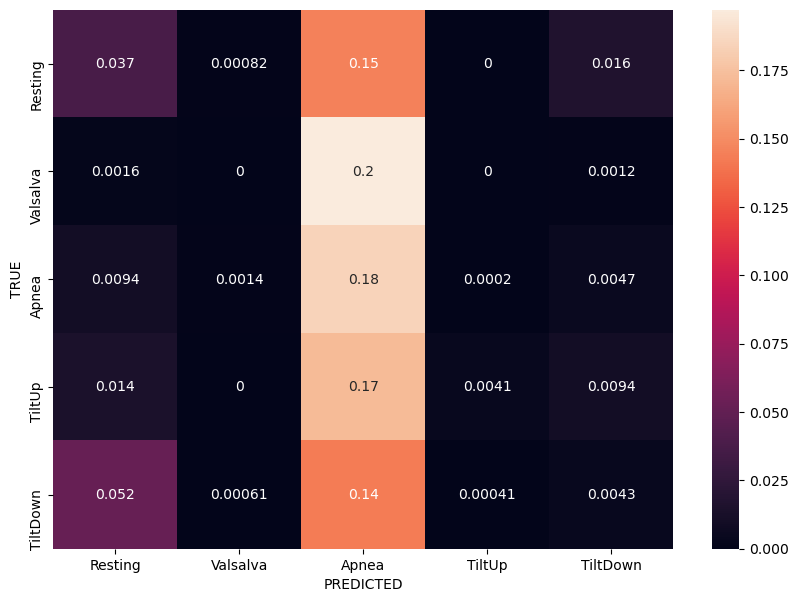 Resting 0.037 0.00082 0.15 0 0.016
Valsalva 0.0016 0 0.2 0 0.0012
Apnea 0.0094 0.0014 0.18 0.0002 0.0047
TiltUp 0.014 0 0.17 0.0041 0.0094
TiltDown 0.052 0.00061 0.14 0.00041 0.0043
TRUE
Resting Valsalva Apnea TiltUp TiltDown
PREDICTED
0.175
0.150
0.125
0.100
0.075
0.050
0.025
0.000